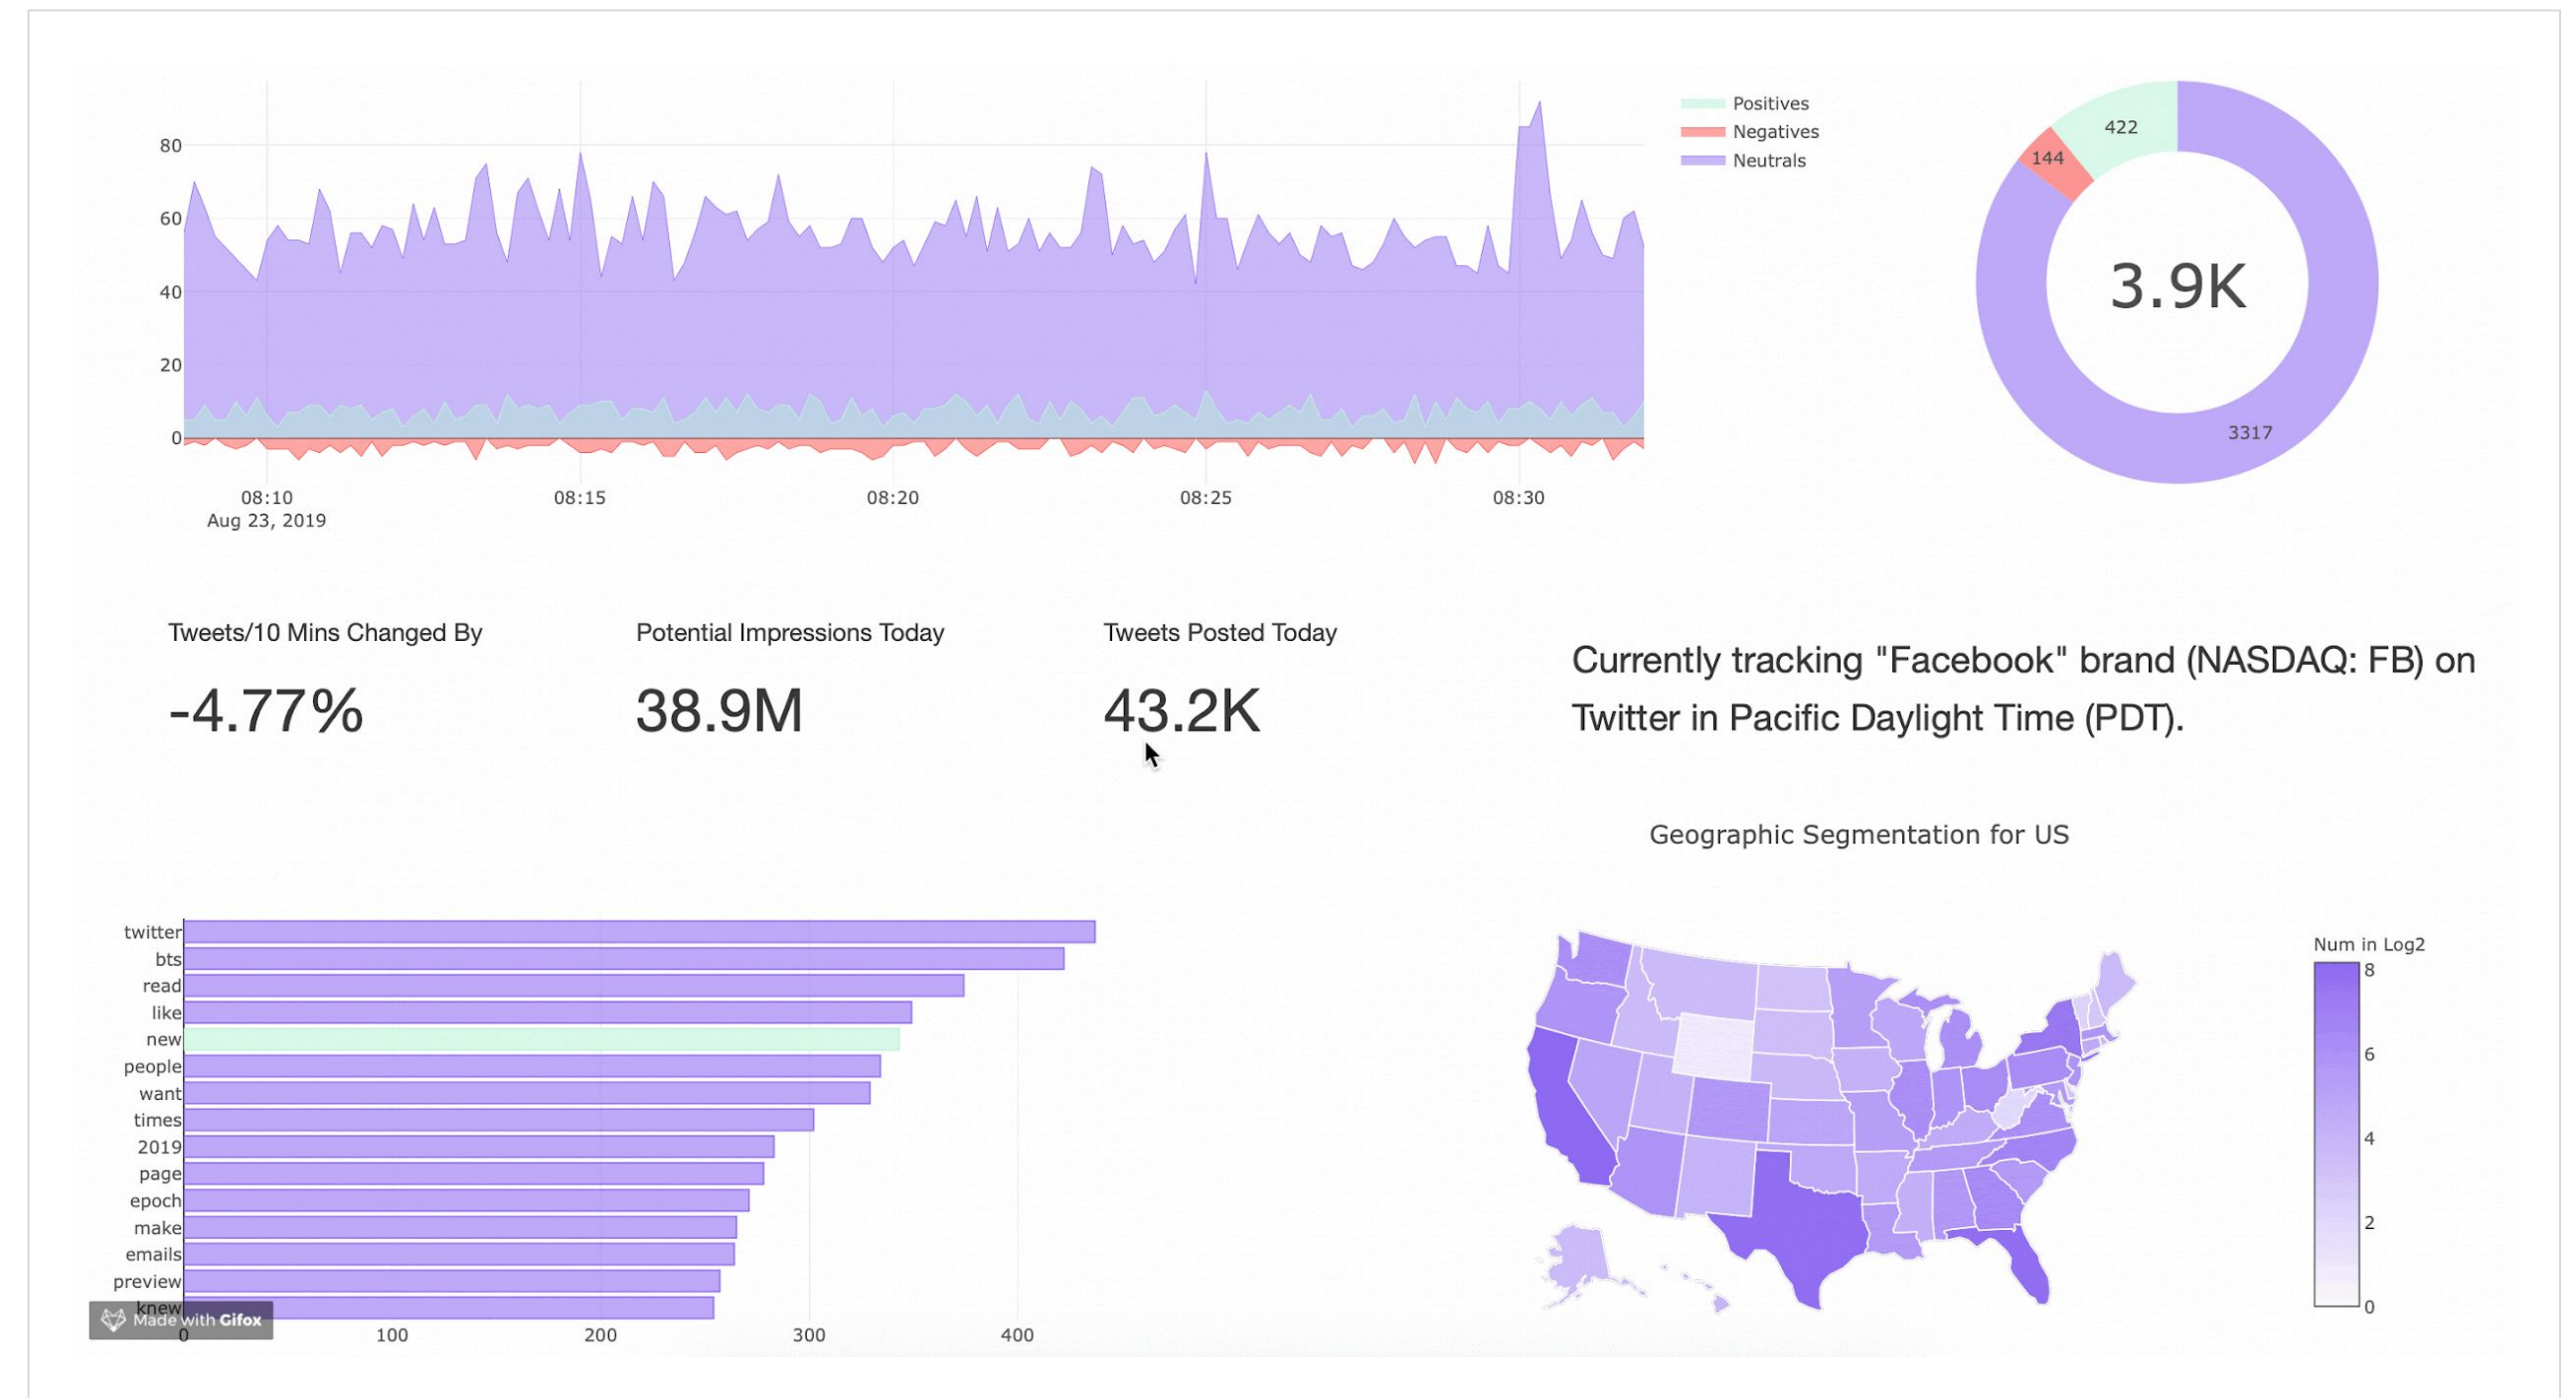 80
60
40
20
0
08:10
08:15
08:20
08:25
08:30
Aug 23, 2019
Positives
Negatives
Neutrals
422
144
3.9K
3317
Tweets/10 Mins Changed By
-4.77%
Potential Impressions Today
38.9M
Tweets Posted Today
43.2K
Currently tracking "Facebook" brand (NASDAQ: FB) on
Twitter in Pacific Daylight Time (PDT).
twitter
bts
read
like
new
people
want
times
2019
page
epoch
make
emails
preview
knew
0
100
200
300
400
Made with Gifox
Geographic Segmentation for US
Num in Log2
8
6
4
2
0